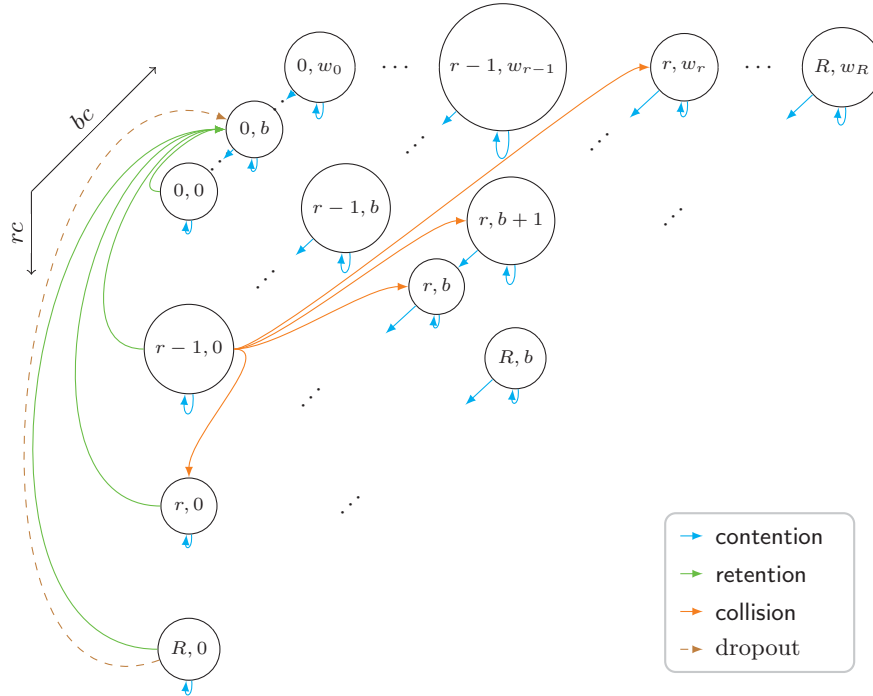 0, w_0 ··· r − 1, w_{r−1} r, w_r ··· R, w_R
bc
0, b
rc
0, 0
r − 1, b
r, b + 1
r, b
r − 1, 0
R, b
r, 0
contention
retention
collision
dropout
R, 0